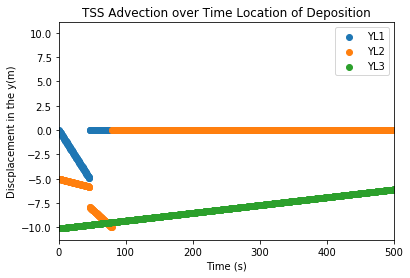 TSS Advection over Time Location of Deposition
10.0
7.5
5.0
2.5
0.0
−2.5
−5.0
−7.5
−10.0
Discplacement in the y(m)
YL1
YL2
YL3
0
100
200
300
400
500
Time (s)